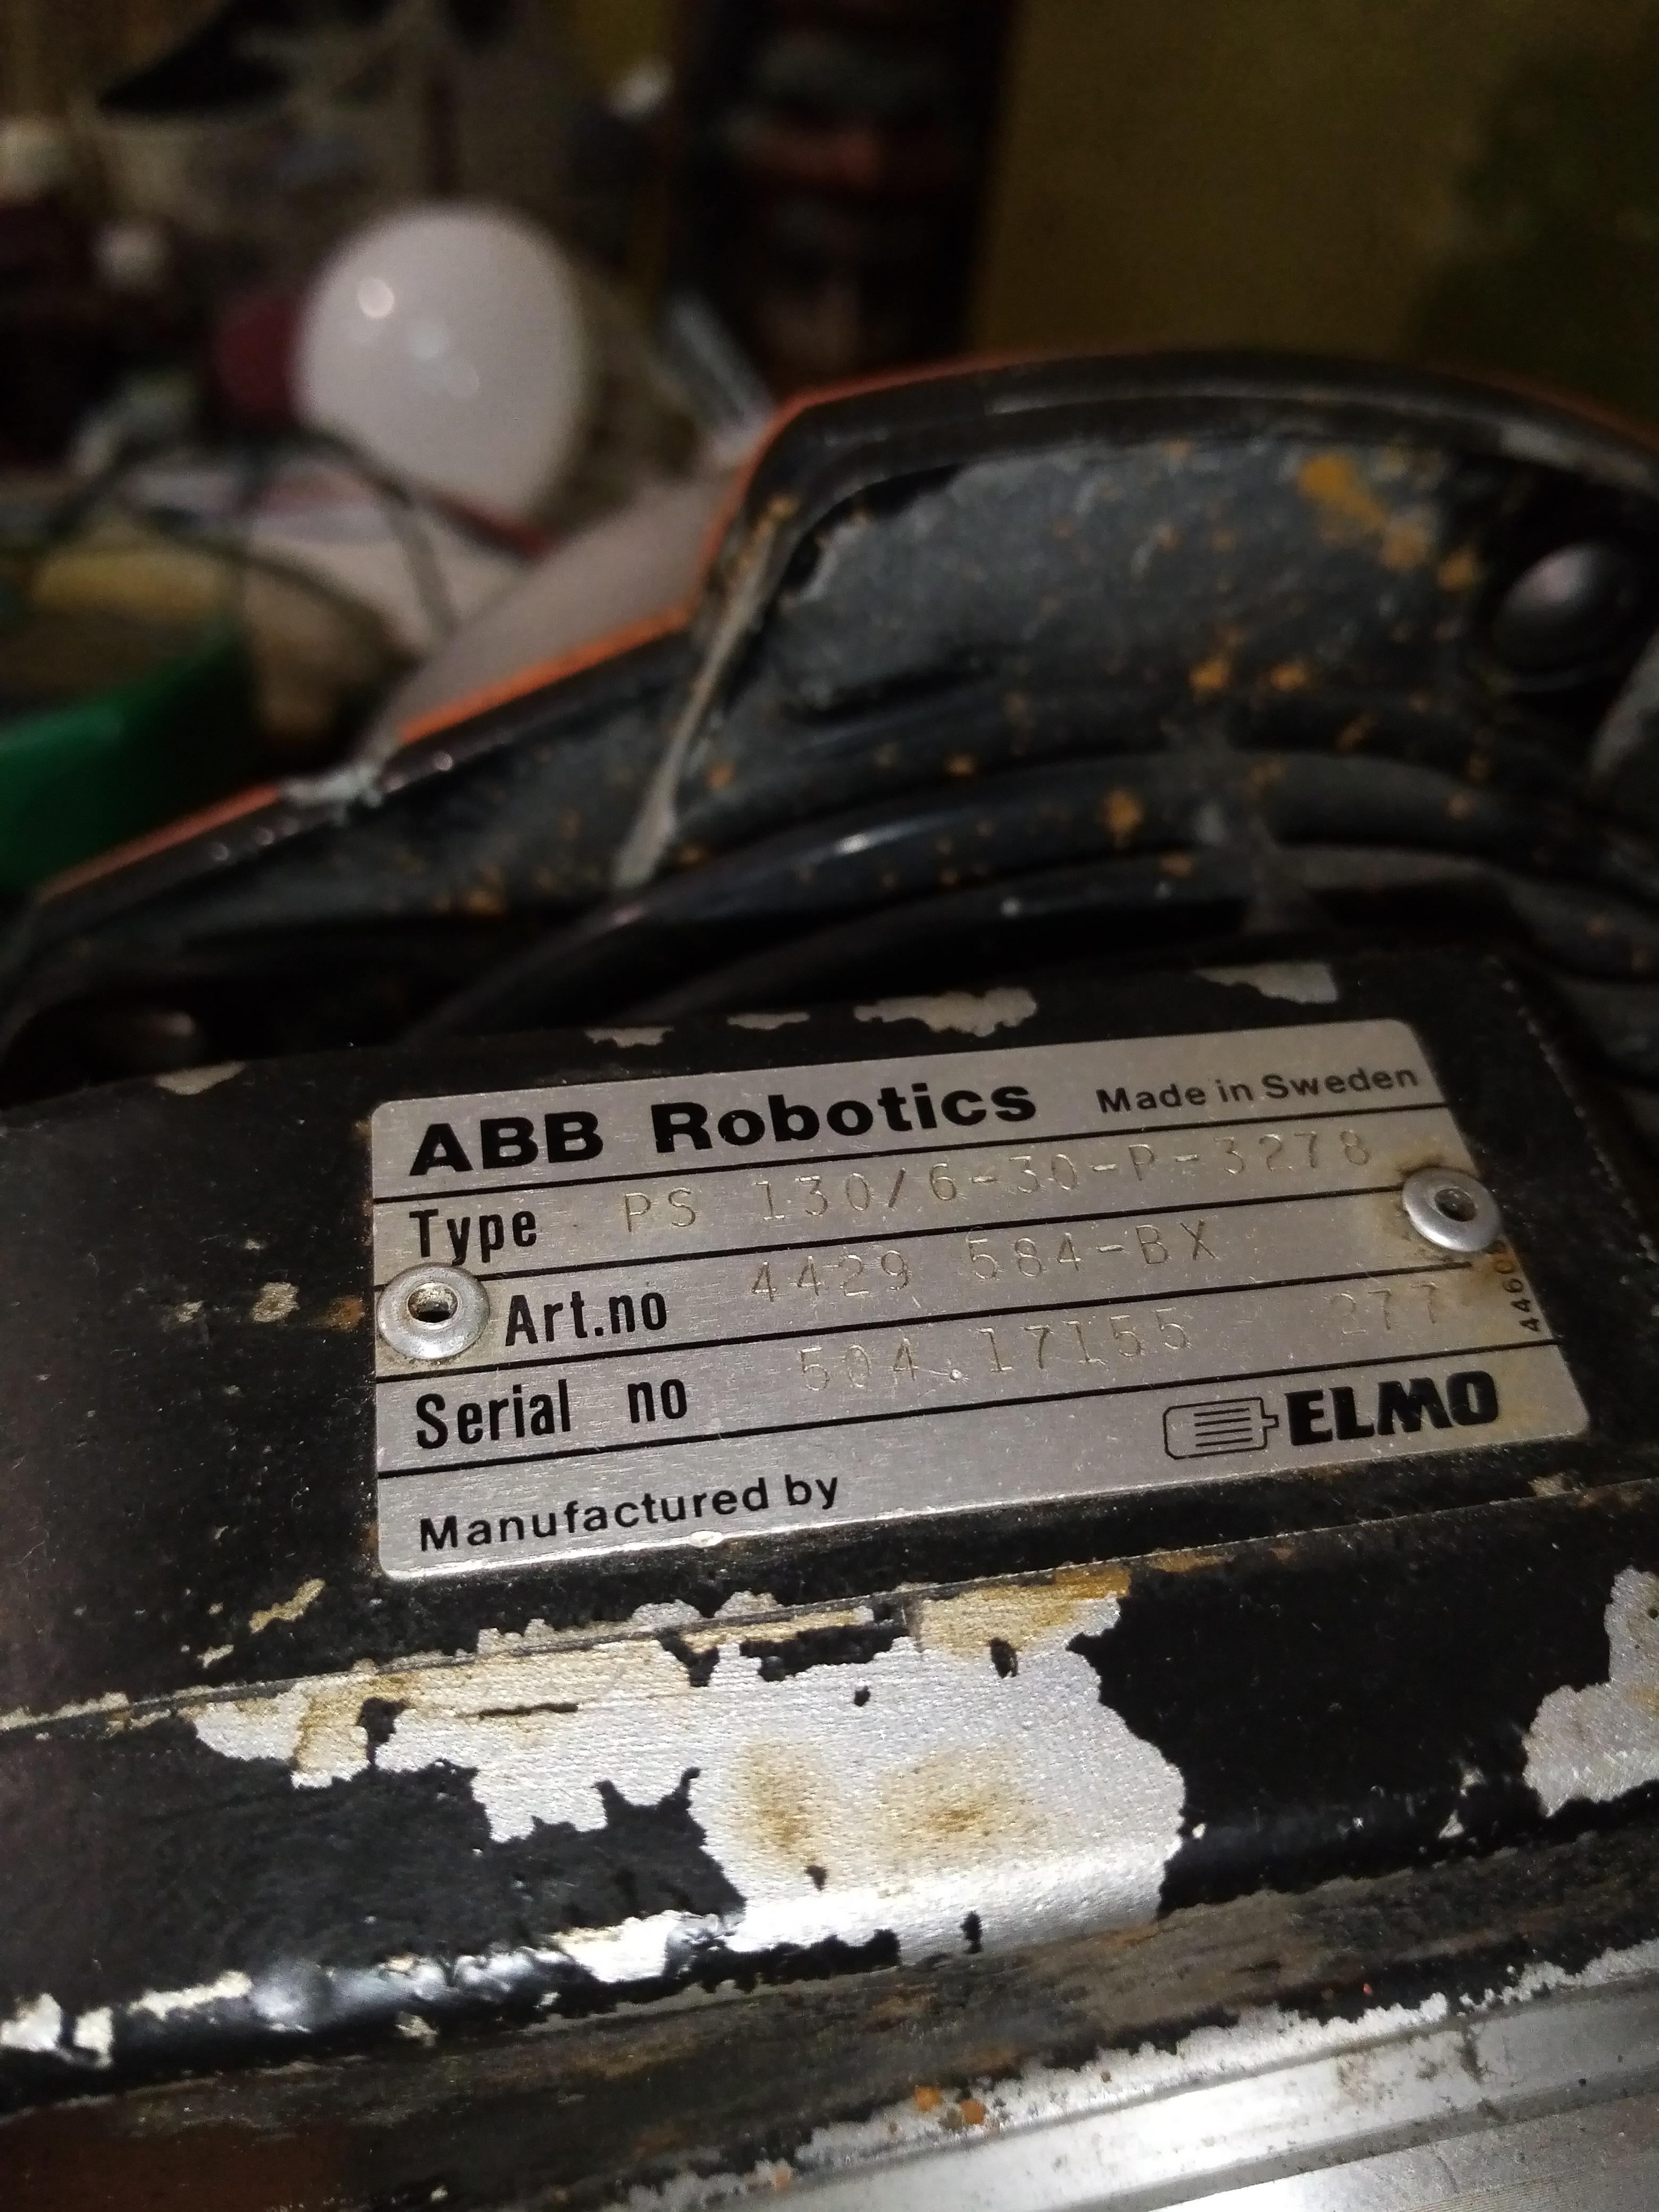 ABB Robotics Made in Sweden
Type PS 130/6-30-P-3278
Art.no 4429 584-BX
Serial no 504.17155 277
Manufactured by ELMO